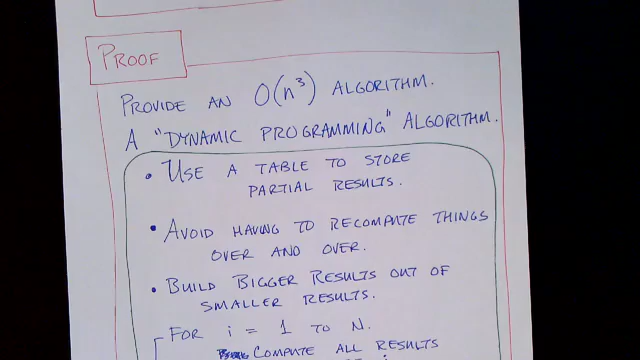 PROOF
PROVIDE AN O(n³) ALGORITHM.
A "DYNAMIC PROGRAMMING" ALGORITHM.
• USE A TABLE TO STORE
PARTIAL RESULTS.
• AVOID HAVING TO RECOMPUTE THINGS
OVER AND OVER.
• BUILD BIGGER RESULTS OUT OF
SMALLER RESULTS.
FOR i = 1 TO N.
COMPUTE ALL RESULTS